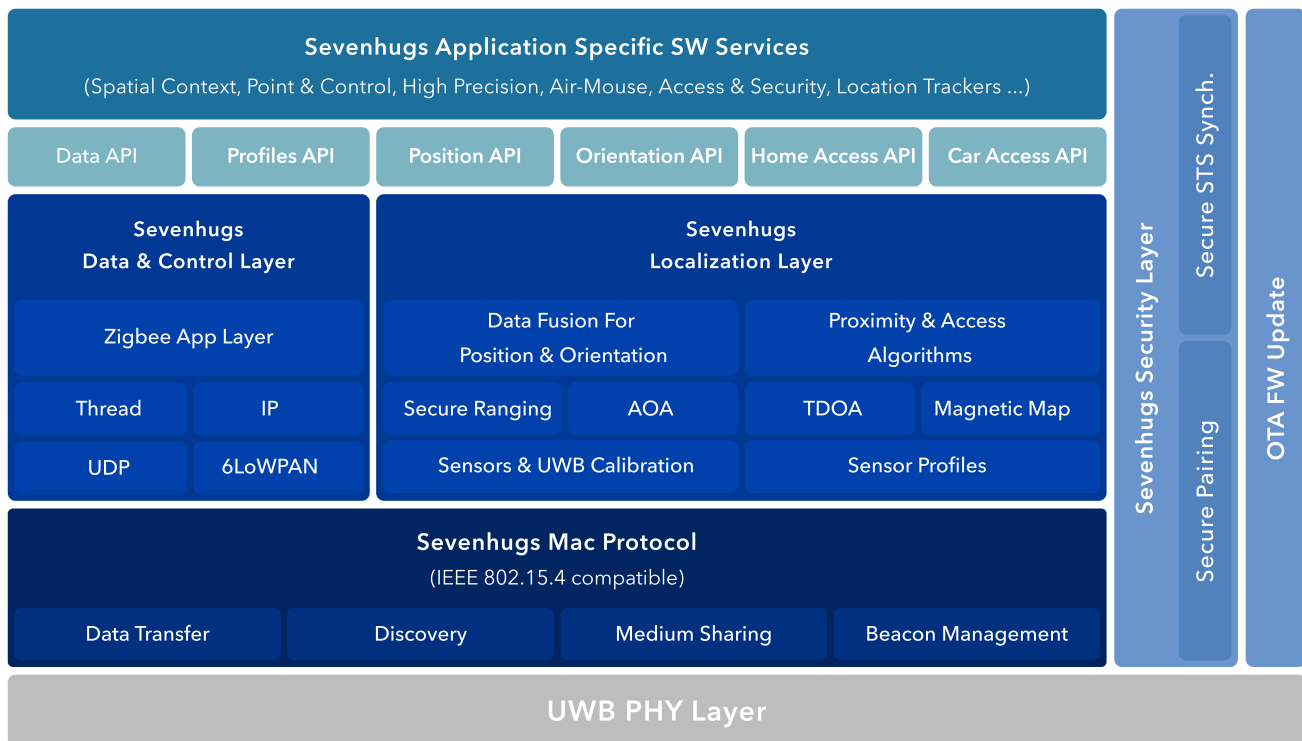 Sevenhugs Application Specific SW Services
(Spatial Context, Point & Control, High Precision, Air-Mouse, Access & Security, Location Trackers ...)
Data API
Profiles API
Position API
Orientation API
Home Access API
Car Access API
Sevenhugs
Data & Control Layer
Zigbee App Layer
Thread
IP
UDP
6LoWPAN
Sevenhugs
Localization Layer
Data Fusion For
Position & Orientation
Proximity & Access
Algorithms
Secure Ranging
AOA
TDOA
Magnetic Map
Sensors & UWB Calibration
Sensor Profiles
Sevenhugs Mac Protocol
(IEEE 802.15.4 compatible)
Data Transfer
Discovery
Medium Sharing
Beacon Management
Sevenhugs Security Layer
Secure STS Synch.
Secure Pairing
OTA FW Update
UWB PHY Layer